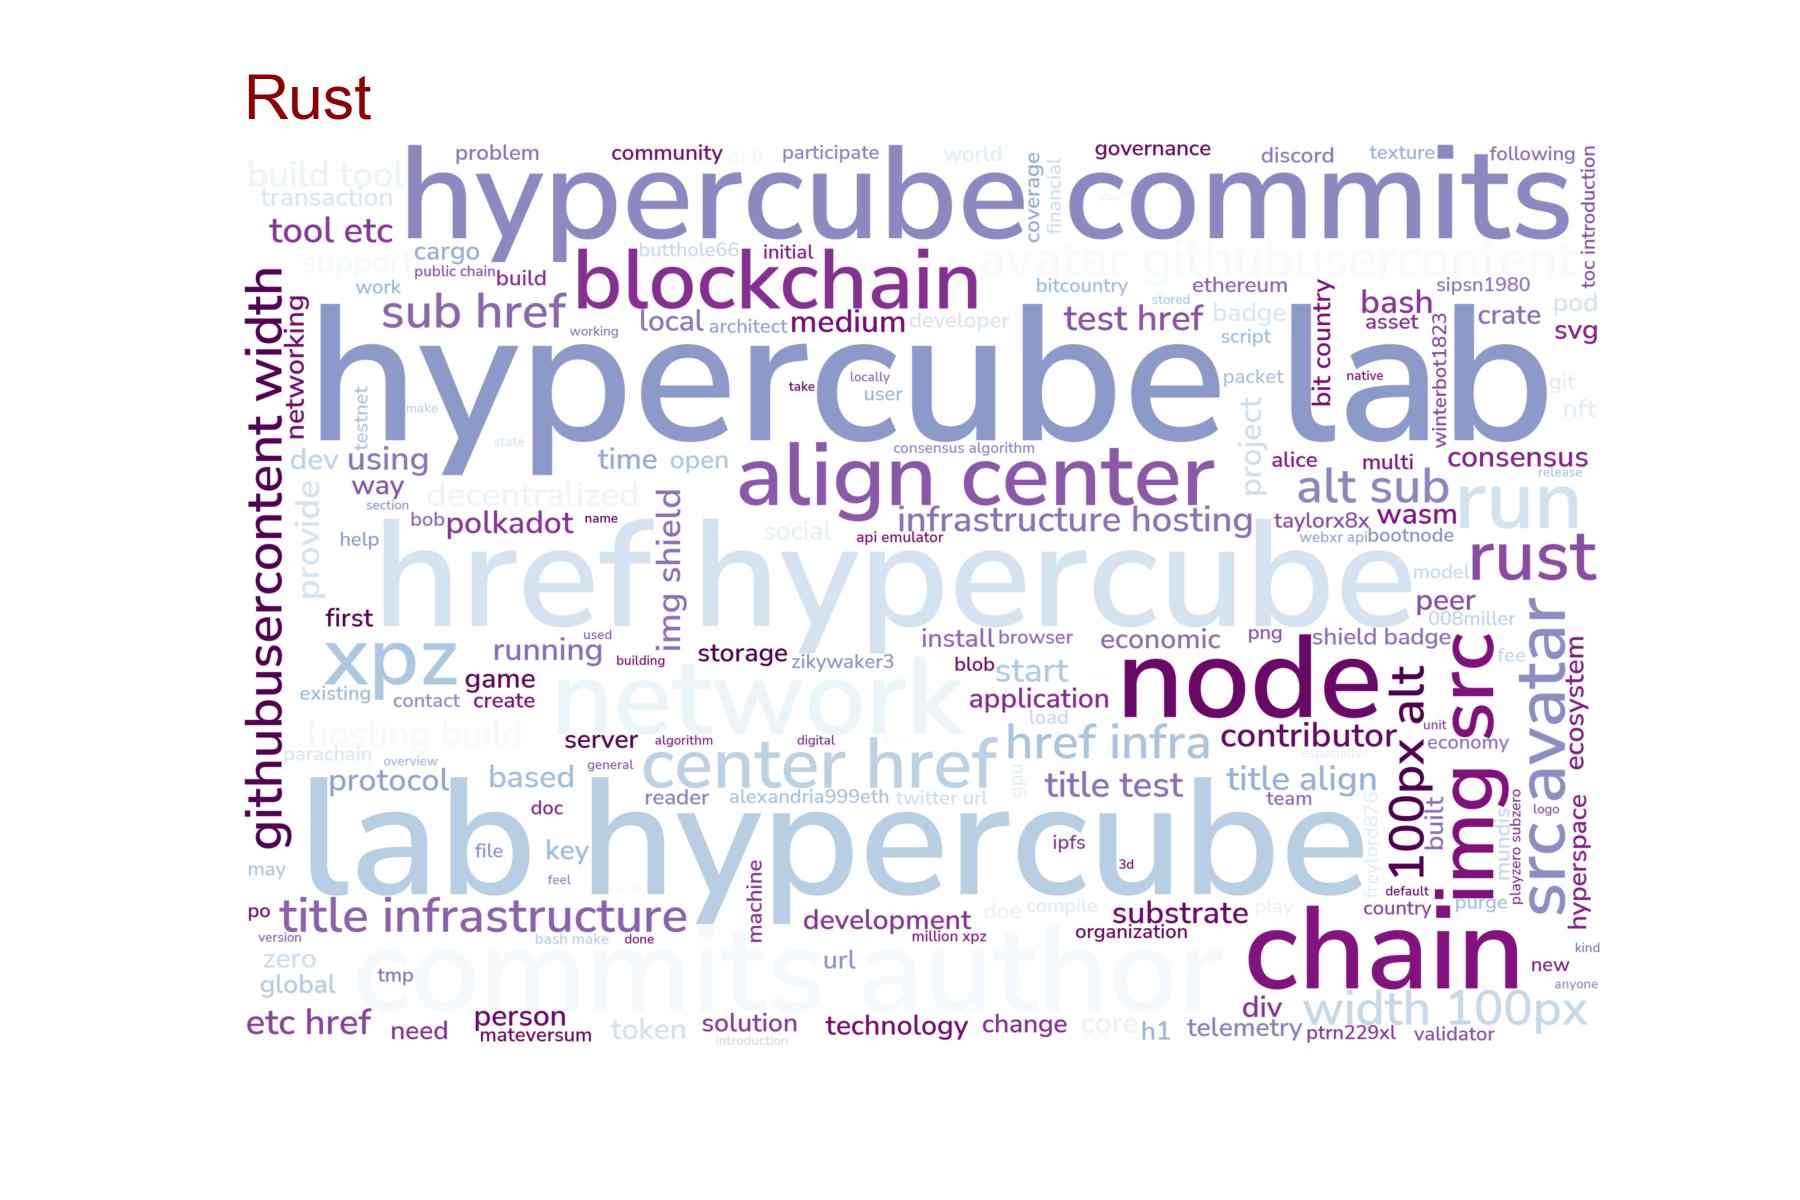 Rust
build tool
problem
community
defi
participate
world
governance
discord
texture
following
transaction
hypercube commits
coverage
financial
you
toc introduction
tool etc
cargo
butthole66
initial
support
public chain
build
blockchain
avatar githubusercontent
work
bitcountry
ethereum
sipsn1980
stored
bit country
bash
pod
networking
sub href
working
local
architect
medium
developer
test href
badge
asset
crate
script
svg
githubusercontent width
hypercube lab
winterbot1823
take
locally
user
packet
native
git
testnet
make
project
nft
state
consensus algorithm
dev
using
time
open
align center
alice
multi
consensus
release
way
section
decentralized
alt sub
run
provide
bob
polkadot
name
img shield
infrastructure hosting
taylorx8x
wasm
help
social
api emulator
webxr api
bootnode
href hypercube
model
rust
first
peer
008miller
used
install
browser
economic
png
shield badge
src avatar
xpz
running
building
storage
zikywaker3
blob
start
node
100px alt
img src
fee
ecosystem
game
existing
contact
create
network
application
load
unit
hosting build
parachain
overview
server
algorithm
digital
style
href infra
contributor
economy
especially
general
center href
protocol
based
gpu
title test
title align
reader
alexandria999eth
twitter url
team
freylord876
built
mundis
playzero subzero
logo
hyperspace
doc
lab hypercube
file
key
ipfs
may
feel
machine
3d
default
po
title infrastructure
development
doe
compile
substrate
play
country
purge
version
bash make
done
million xpz
organization
chain
zero
commits author
url
kind
new
tmp
global
anyone
etc href
need
person
mateversum
token
solution
introduction
technology
change
core
h1
div
telemetry
width 100px
ptrn229xl
validator